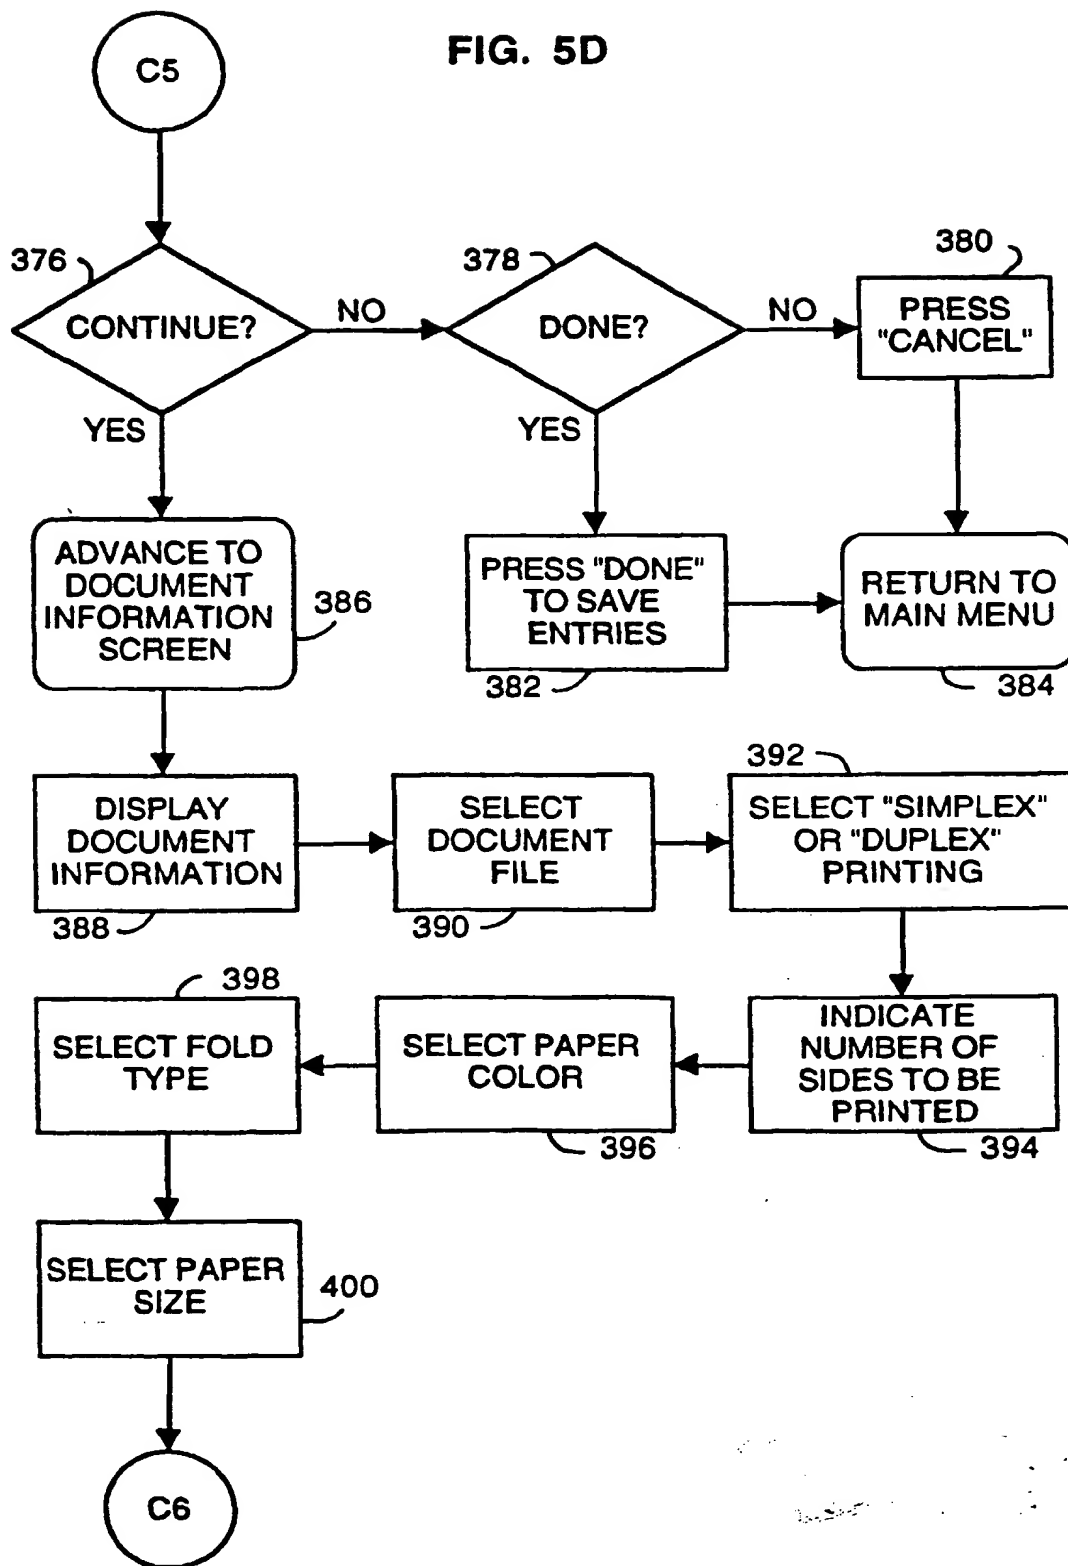 FIG. 5D
C5
376
CONTINUE?
NO
YES
378
DONE?
NO
YES
380
PRESS
"CANCEL"
ADVANCE TO
DOCUMENT
INFORMATION
SCREEN
386
PRESS "DONE"
TO SAVE
ENTRIES
382
RETURN TO
MAIN MENU
384
DISPLAY
DOCUMENT
INFORMATION
388
SELECT
DOCUMENT
FILE
390
392
SELECT "SIMPLEX"
OR "DUPLEX"
PRINTING
INDICATE
NUMBER OF
SIDES TO BE
PRINTED
394
SELECT PAPER
COLOR
396
398
SELECT FOLD
TYPE
SELECT PAPER
SIZE
400
C6